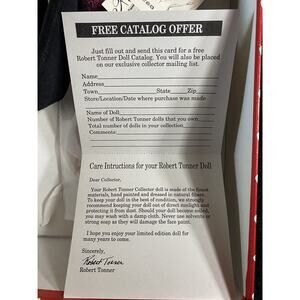 FREE CATALOG OFFER
Just fill out and send this card for a free
Robert Tonner Doll Catalog. You will also be placed
on our exclusive collector mailing list.
Name
Address
Town State Zip
Store/Location/Date where purchase was made
Name of Doll
Number of Robert Tonner dolls that you own
Total number of dolls in your collection
Comments:
Care Instructions for your Robert Tonner Doll
Dear Collector,
Your Robert Tonner Collector doll is made of the finest
materials, hand painted and dressed in natural fibers.
To keep your doll in the best of condition, we strongly
recommend keeping your doll out of direct sunlight and
protecting it from dust. Should your doll become soiled,
you may wash with a damp cloth. Never use solvents or
strong soap as they will damage the face paint.
I hope you enjoy your limited edition doll for
many years to come.
Sincerely,
Robert Tonner
Robert Tonner